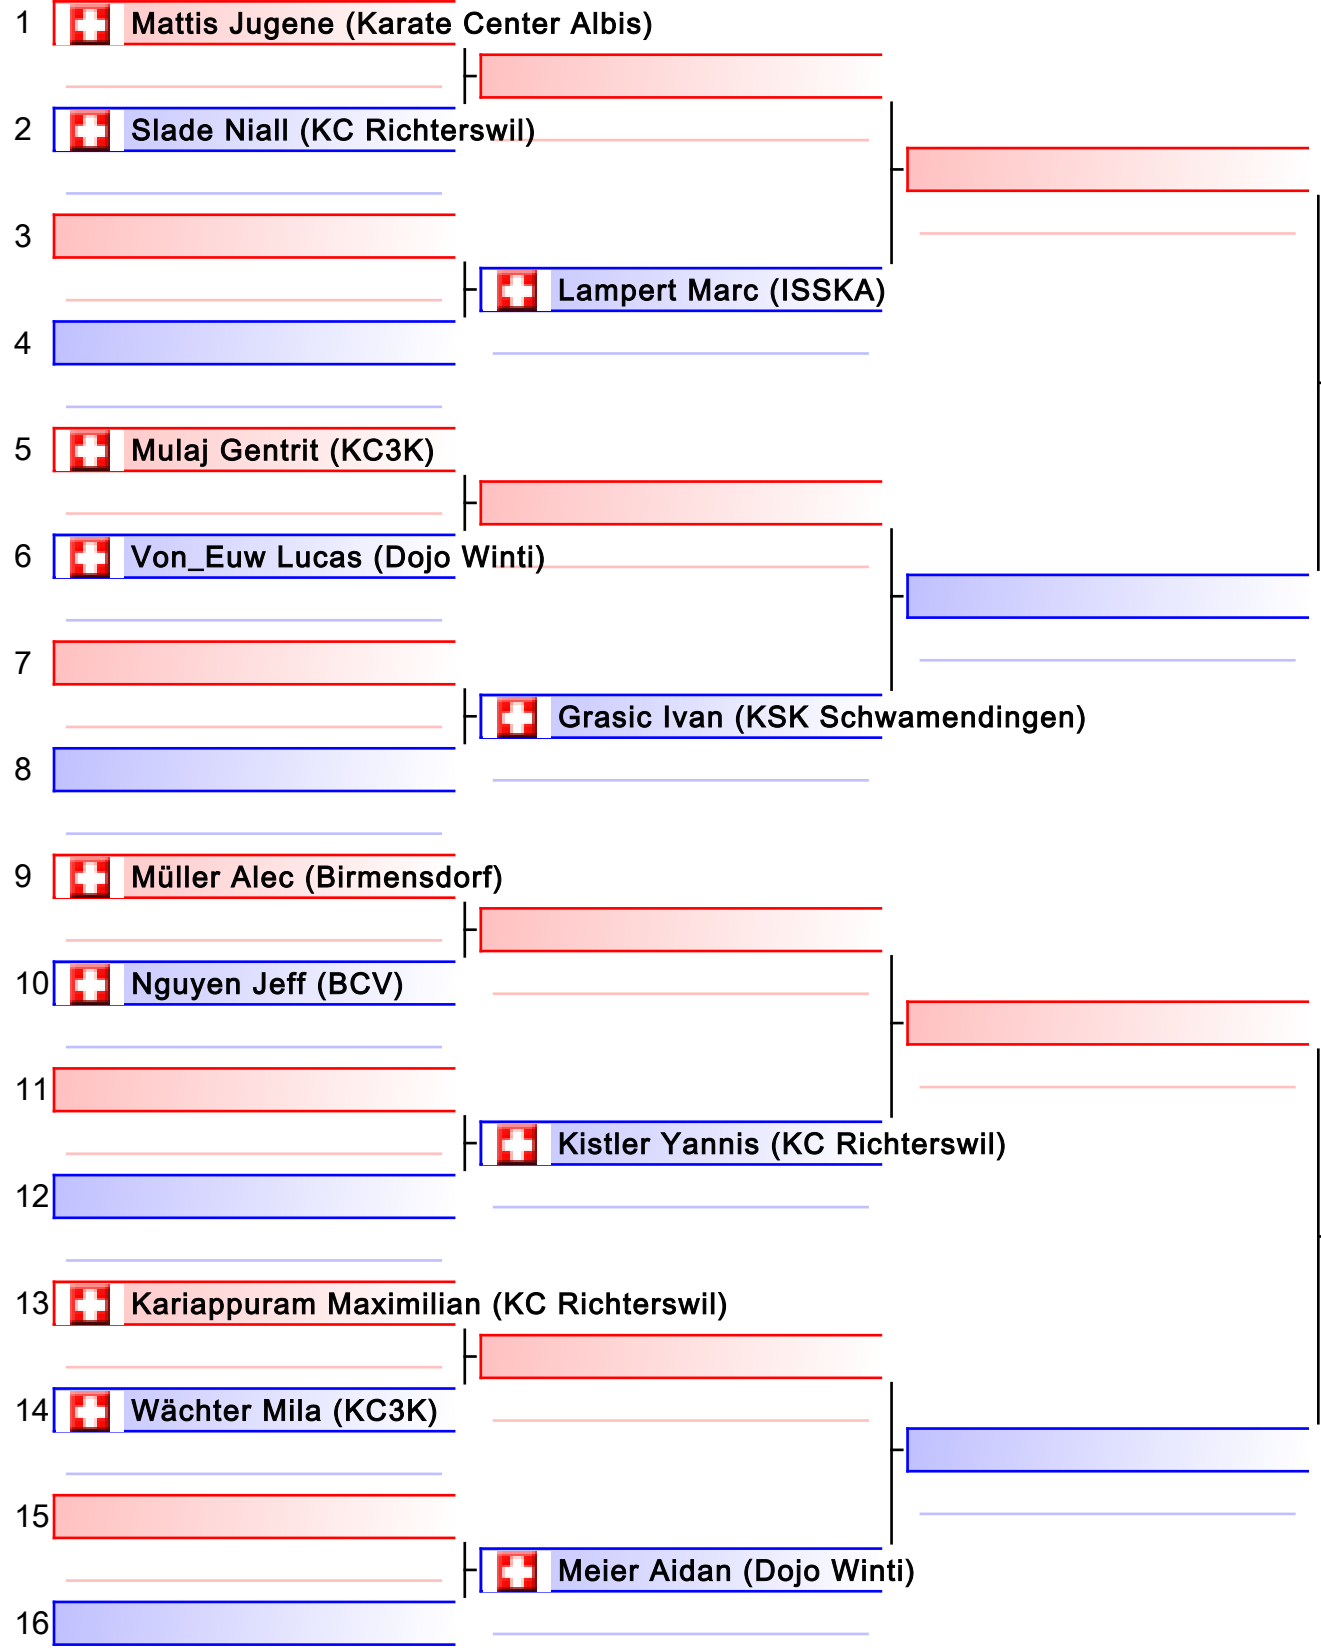 1 Mattis Jugene (Karate Center Albis)
2 Slade Niall (KC Richterswil)
3
Lampert Marc (ISSKA)
4
5 Mulaj Gentrit (KC3K)
6 Von_Euw Lucas (Dojo Winti)
7
Grasic Ivan (KSK Schwamendingen)
8
9 Müller Alec (Birmensdorf)
10 Nguyen Jeff (BCV)
11
Kistler Yannis (KC Richterswil)
12
13 Kariappuram Maximilian (KC Richterswil)
14 Wächter Mila (KC3K)
15
Meier Aidan (Dojo Winti)
16